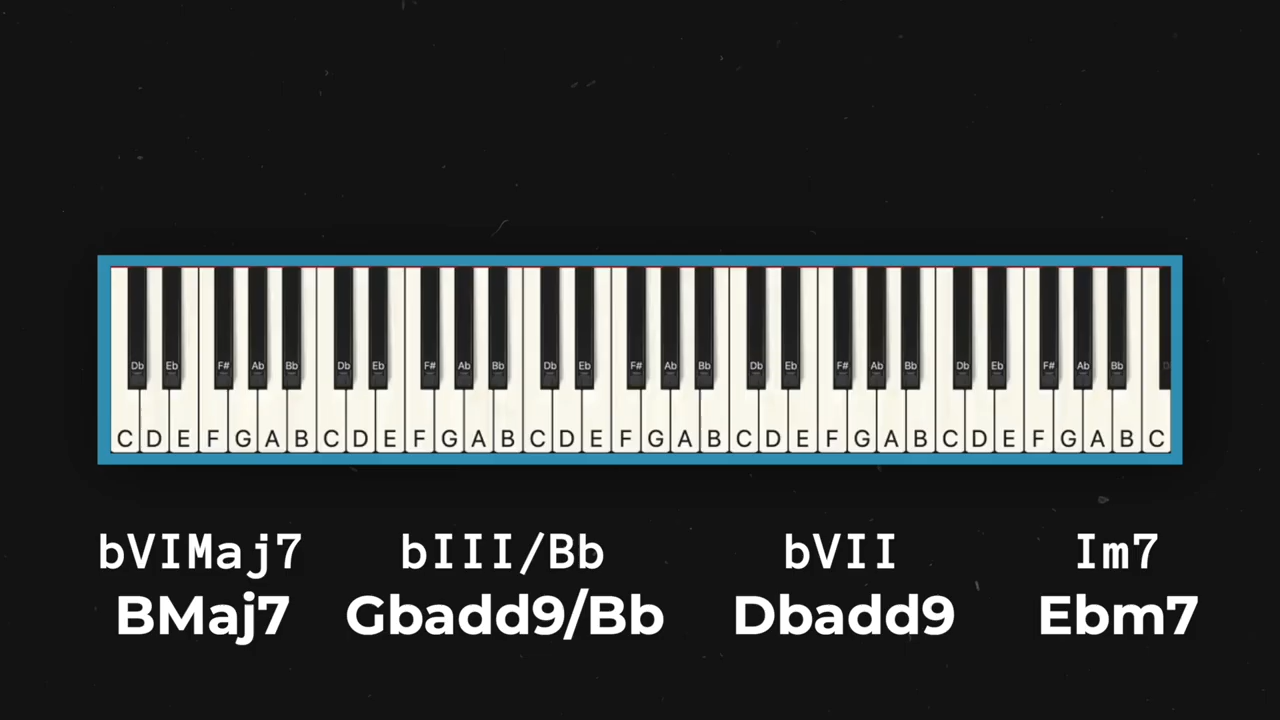 Db Eb F# Ab Bb Db Eb F# Ab Bb Db Eb F# Ab Bb Db Eb F# Ab Bb Db Eb F# Ab Bb D
C D E F G A B C D E F G A B C D E F G A B C D E F G A B C D E F G A B C
bVIMaj7 bIII/Bb bVII Im7
BMaj7 Gbadd9/Bb Dbadd9 Ebm7